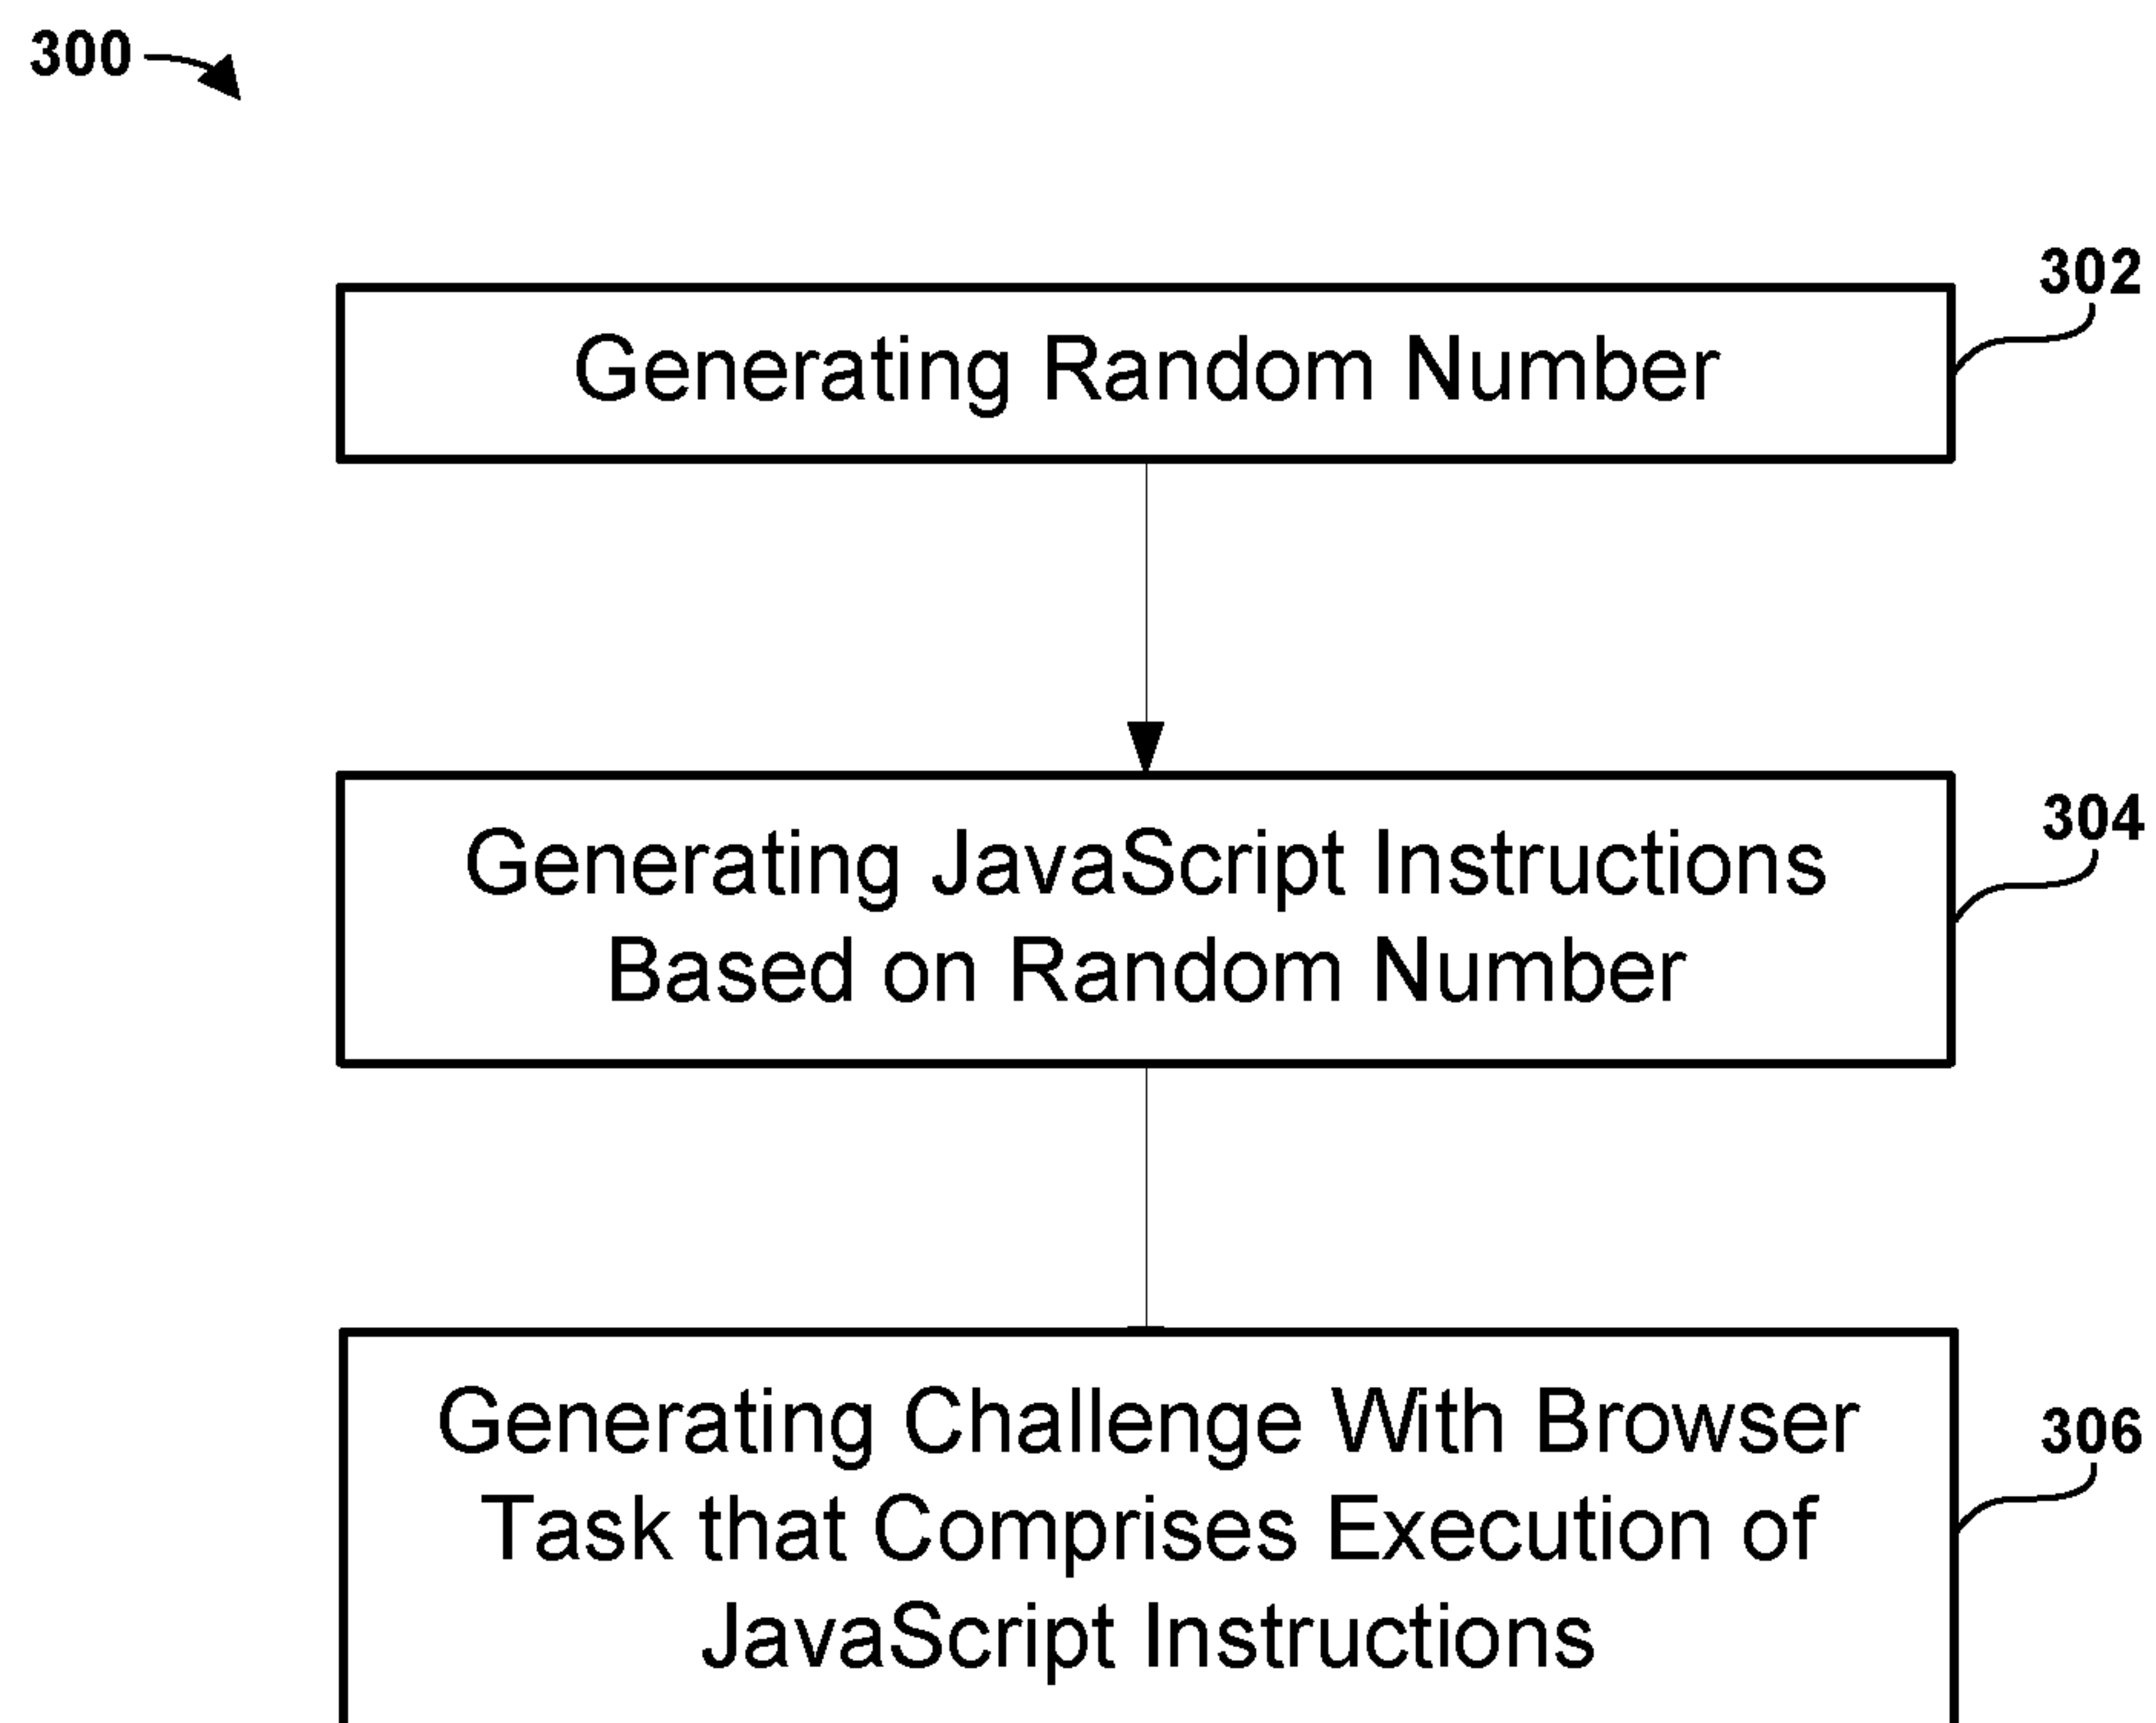 300
302
Generating Random Number
304
Generating JavaScript Instructions
Based on Random Number
306
Generating Challenge With Browser
Task that Comprises Execution of
JavaScript Instructions